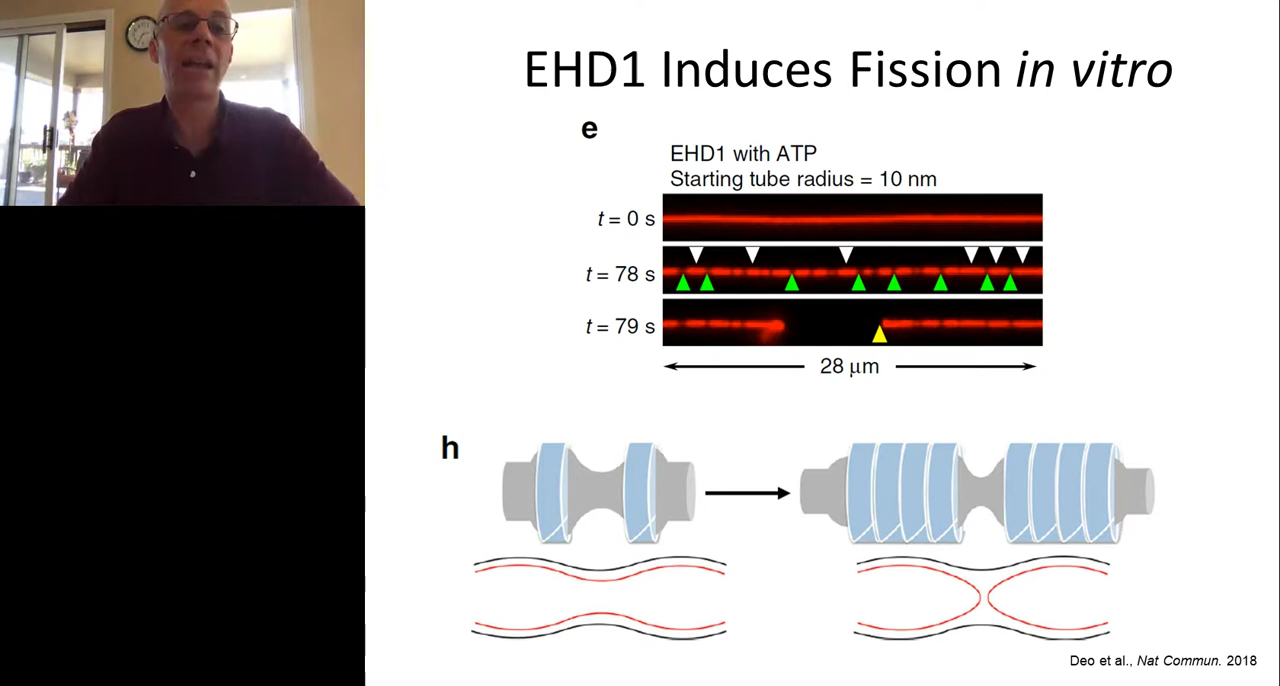 EHD1 Induces Fission in vitro
e
EHD1 with ATP
Starting tube radius = 10 nm
t = 0 s
t = 78 s
t = 79 s
28 μm
h
Deo et al., Nat Commun. 2018